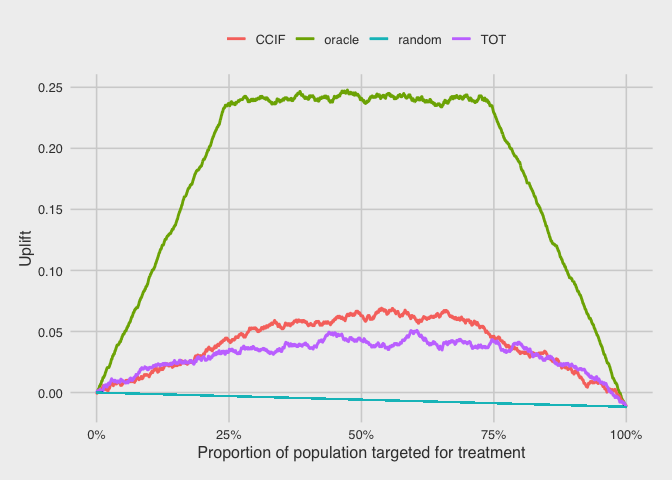 CCIF oracle random TOT
0.25
0.20
0.15
0.10
0.05
0.00
Uplift
0% 25% 50% 75% 100%
Proportion of population targeted for treatment